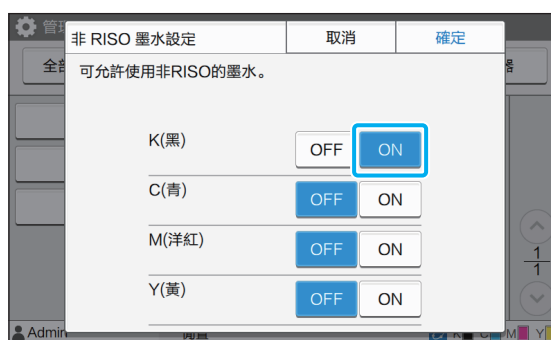 管
非 RISO 墨水設定 取消 確定
全
器
可允許使用非RISO的墨水。
K(黑) OFF ON
C(青) OFF ON
M(洋紅) OFF ON
1
1
Y(黃) OFF ON
Admin K C M Y